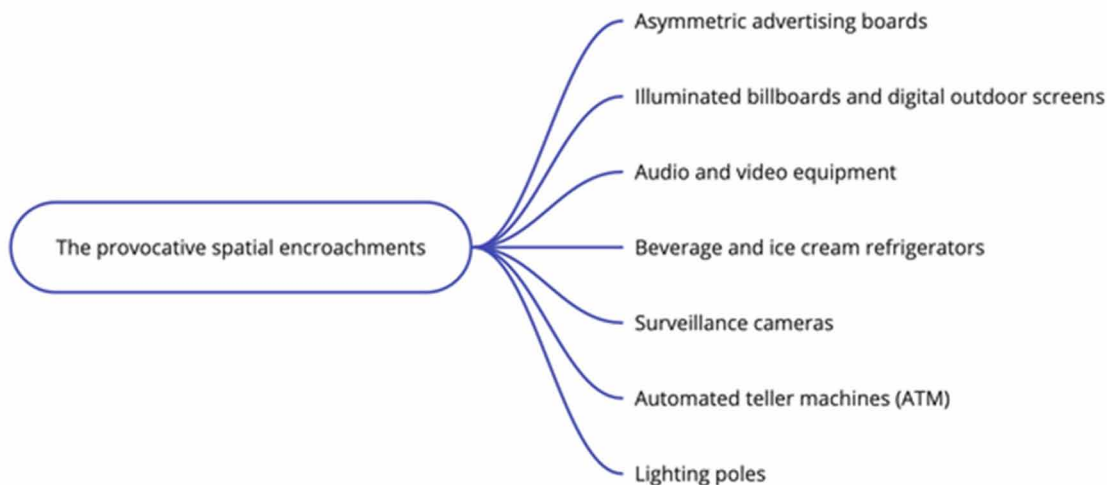 Asymmetric advertising boards
Illuminated billboards and digital outdoor screens
Audio and video equipment
The provocative spatial encroachments
Beverage and ice cream refrigerators
Surveillance cameras
Automated teller machines (ATM)
Lighting poles